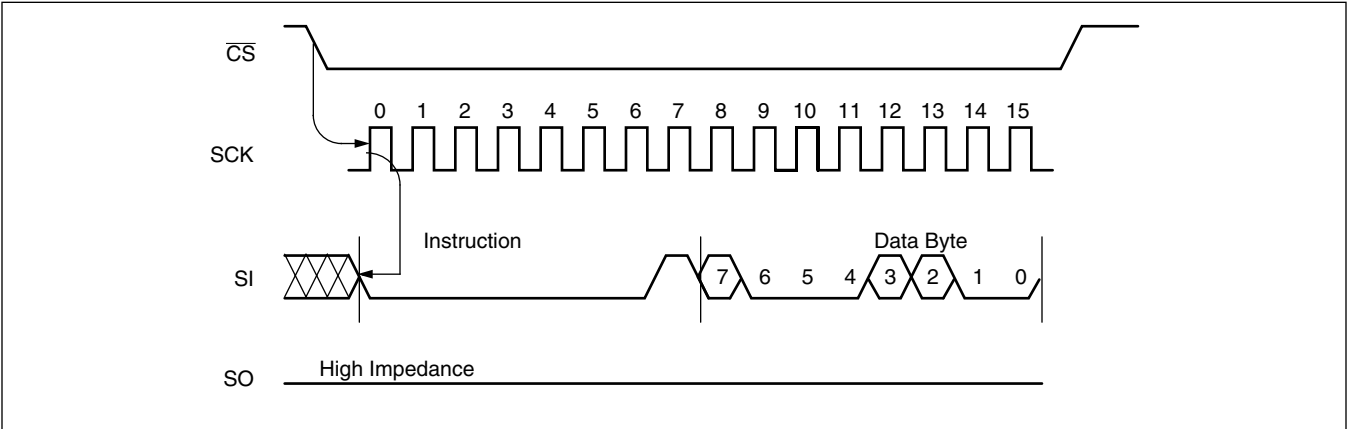 C̅S̅
0 1 2 3 4 5 6 7 8 9 10 11 12 13 14 15
SCK
Instruction
Data Byte
SI
7 6 5 4 3 2 1 0
High Impedance
SO